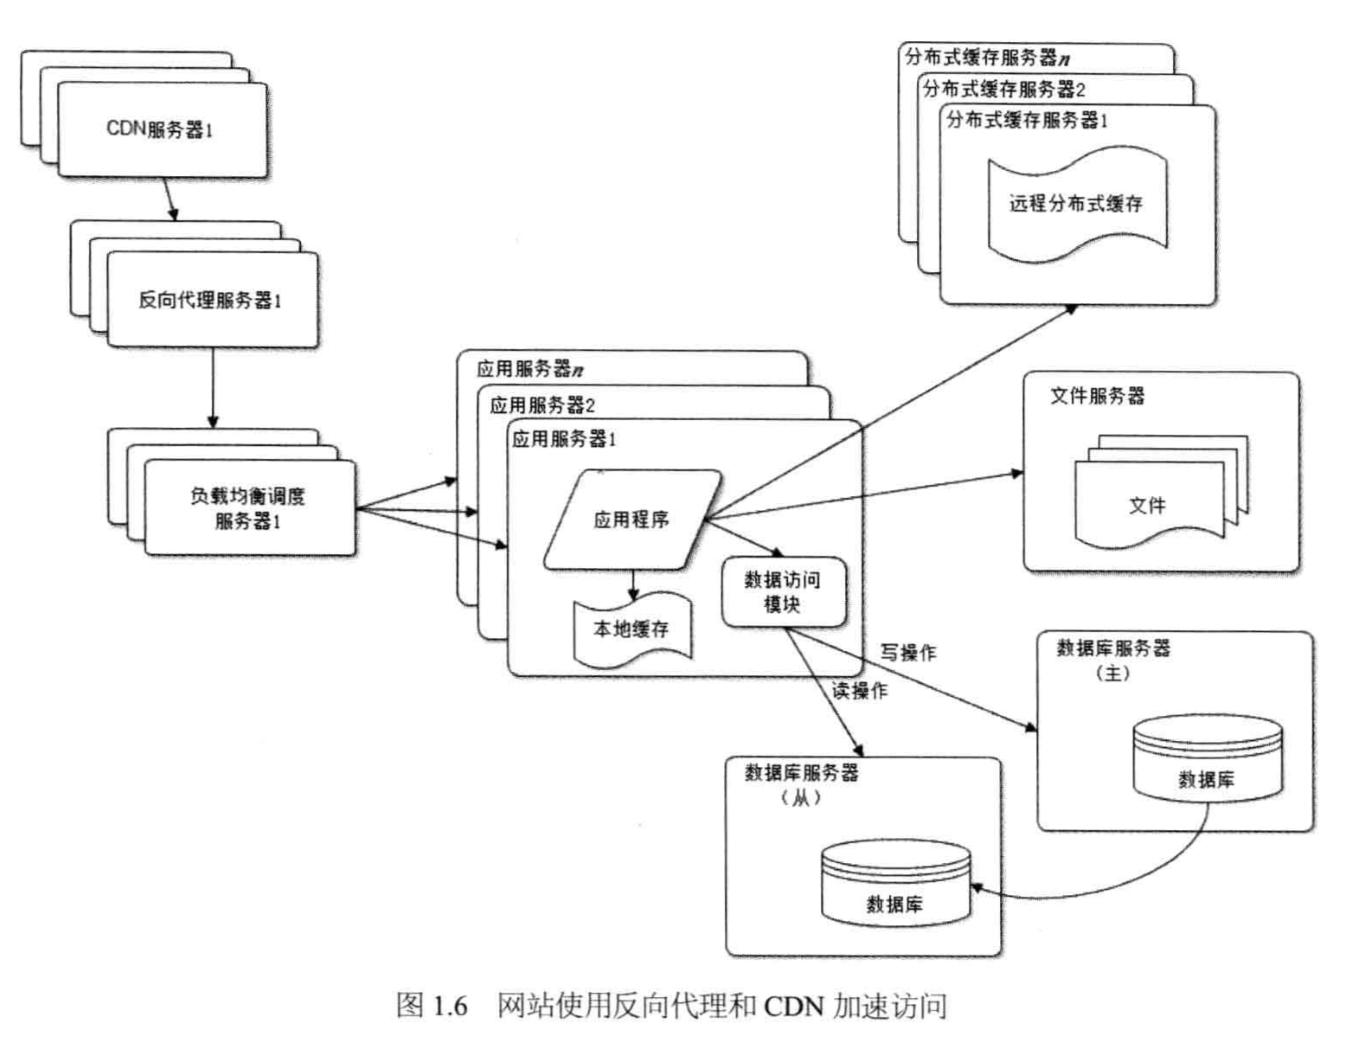 CDN服务器1
反向代理服务器1
负载均衡调度
服务器1
应用服务器n
应用服务器2
应用服务器1
应用程序
本地缓存
数据访问
模块
分布式缓存服务器n
分布式缓存服务器2
分布式缓存服务器1
远程分布式缓存
文件服务器
文件
写操作
读操作
数据库服务器
（主）
数据库
数据库服务器
（从）
数据库
图 1.6 网站使用反向代理和 CDN 加速访问